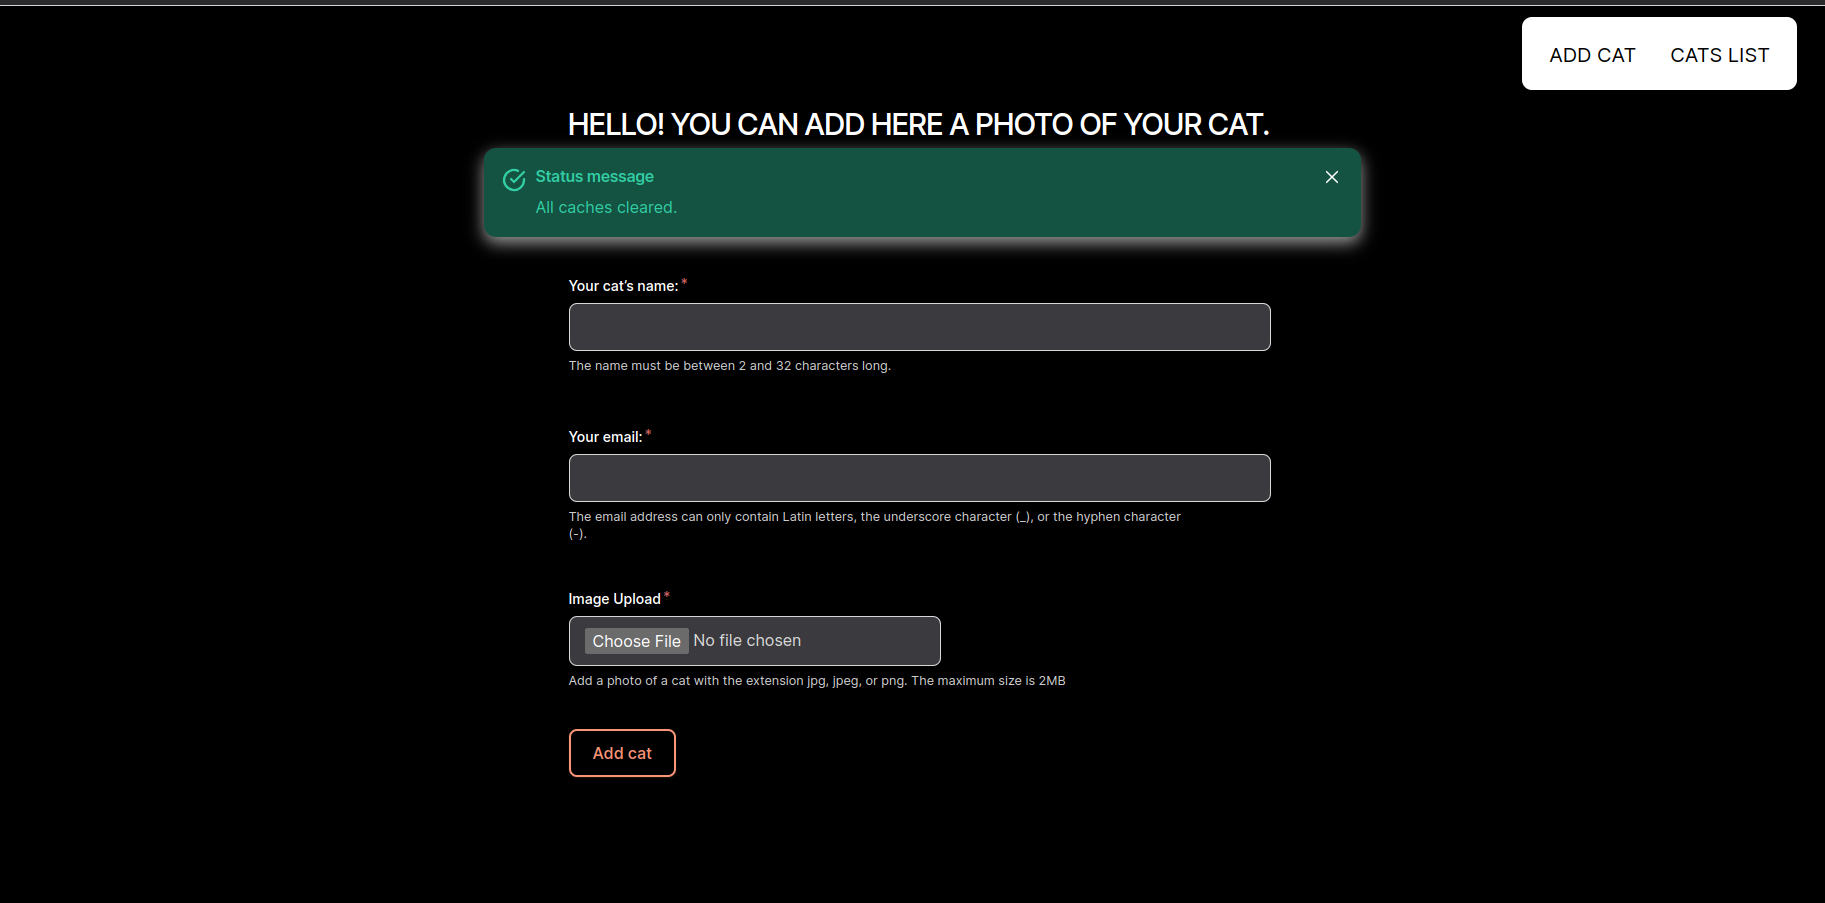 ADD CAT CATS LIST
HELLO! YOU CAN ADD HERE A PHOTO OF YOUR CAT.
Status message
All caches cleared.
Your cat’s name:*
The name must be between 2 and 32 characters long.
Your email:*
The email address can only contain Latin letters, the underscore character (_), or the hyphen character
(-).
Image Upload*
Choose File No file chosen
Add a photo of a cat with the extension jpg, jpeg, or png. The maximum size is 2MB
Add cat